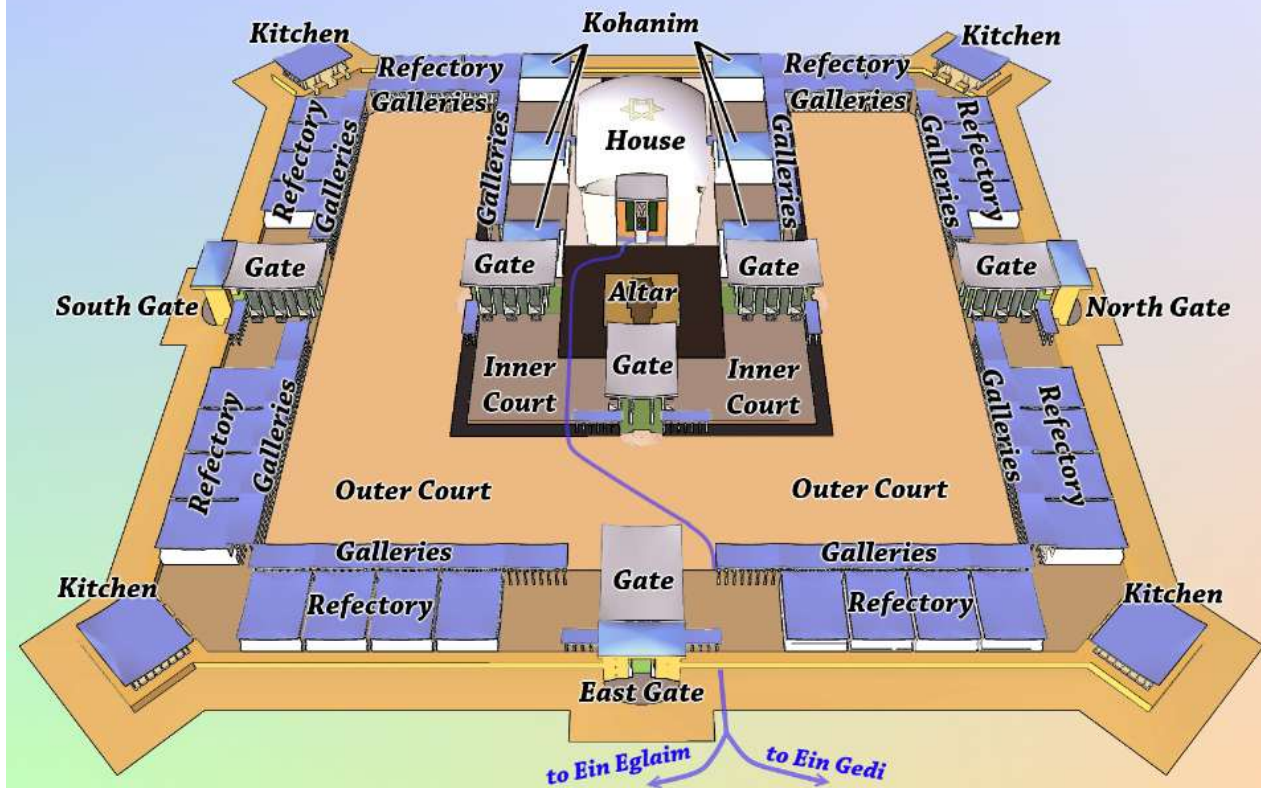 Kohanim
Kitchen
Kitchen
Refectory
Refectory
Galleries
Galleries
Refectory
Galleries
Galleries
House
Galleries
Galleries
Refectory
Gate
Gate
Gate
Gate
South Gate
Altar
North Gate
Inner
Court
Gate
Inner
Court
Refectory
Galleries
Galleries
Refectory
Outer Court
Outer Court
Galleries
Galleries
Kitchen
Gate
Kitchen
Refectory
Refectory
East Gate
to Ein Eglaim
to Ein Gedi